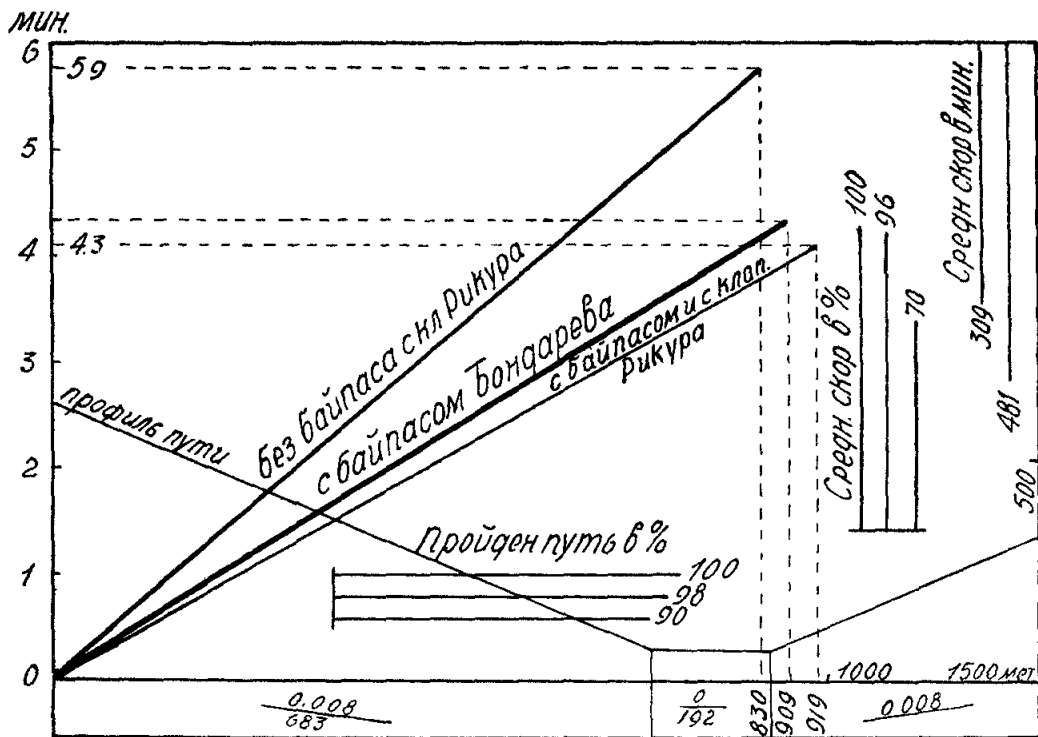 мин.
6
59
5
4
43
3
2
1
0
без байпаса с кл Рикура
с байпасом Бондарева
с байпасом и с клап.
Рикура
профиль пути
Пройден путь в %
100
98
90
Средн. скор в %
100
96
70
Средн скор в мин.
309
481
500
830
909
919
1000
1500 мет
0.008
683
0
192
0 008